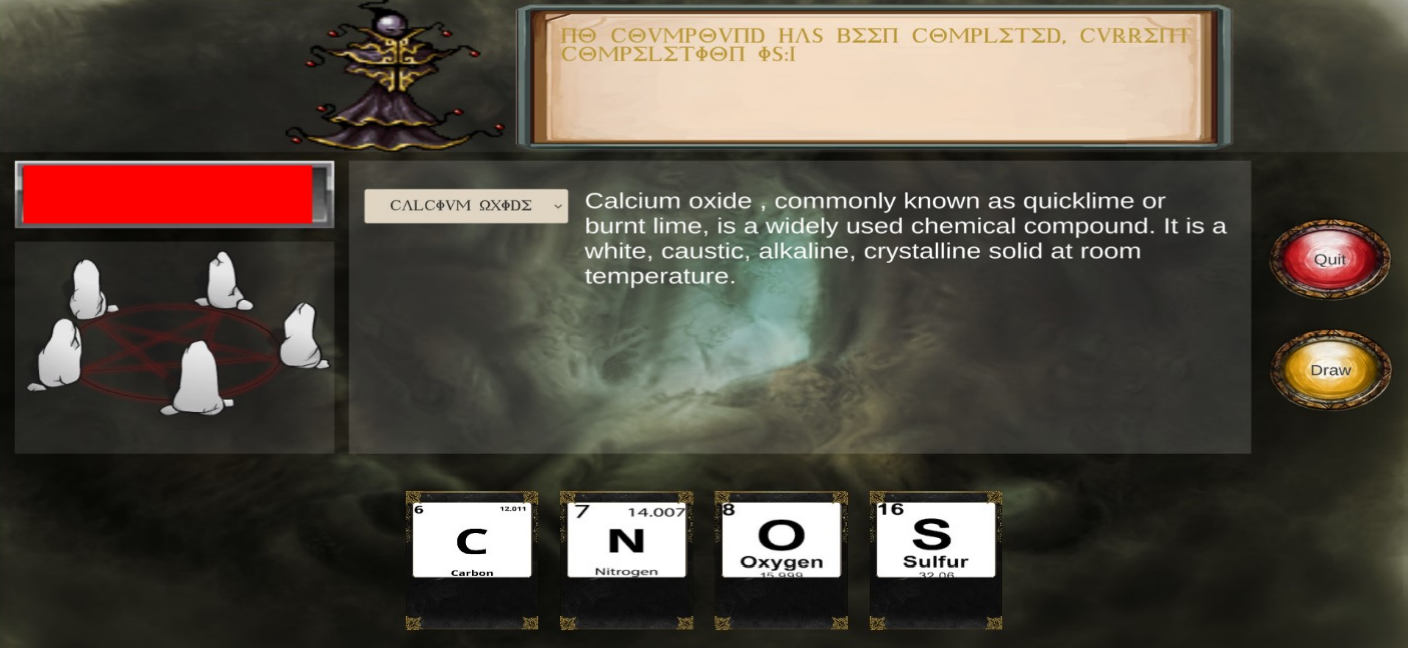 ΠΘ CΘVMPΘVΠD HΛS BΣΣΠ CΘMPLΣTΣD, CVRRΣΠT
CΘMPΣLΣTΦΘΠ ΦS:I
CΛLCΦVM ΩXΦDΣ
Calcium oxide , commonly known as quicklime or
burnt lime, is a widely used chemical compound. It is a
white, caustic, alkaline, crystalline solid at room
temperature.
Quit
Draw
6 12.011
C
Carbon
7 14.007
N
Nitrogen
8
O
Oxygen
15.999
16
S
Sulfur
32.06